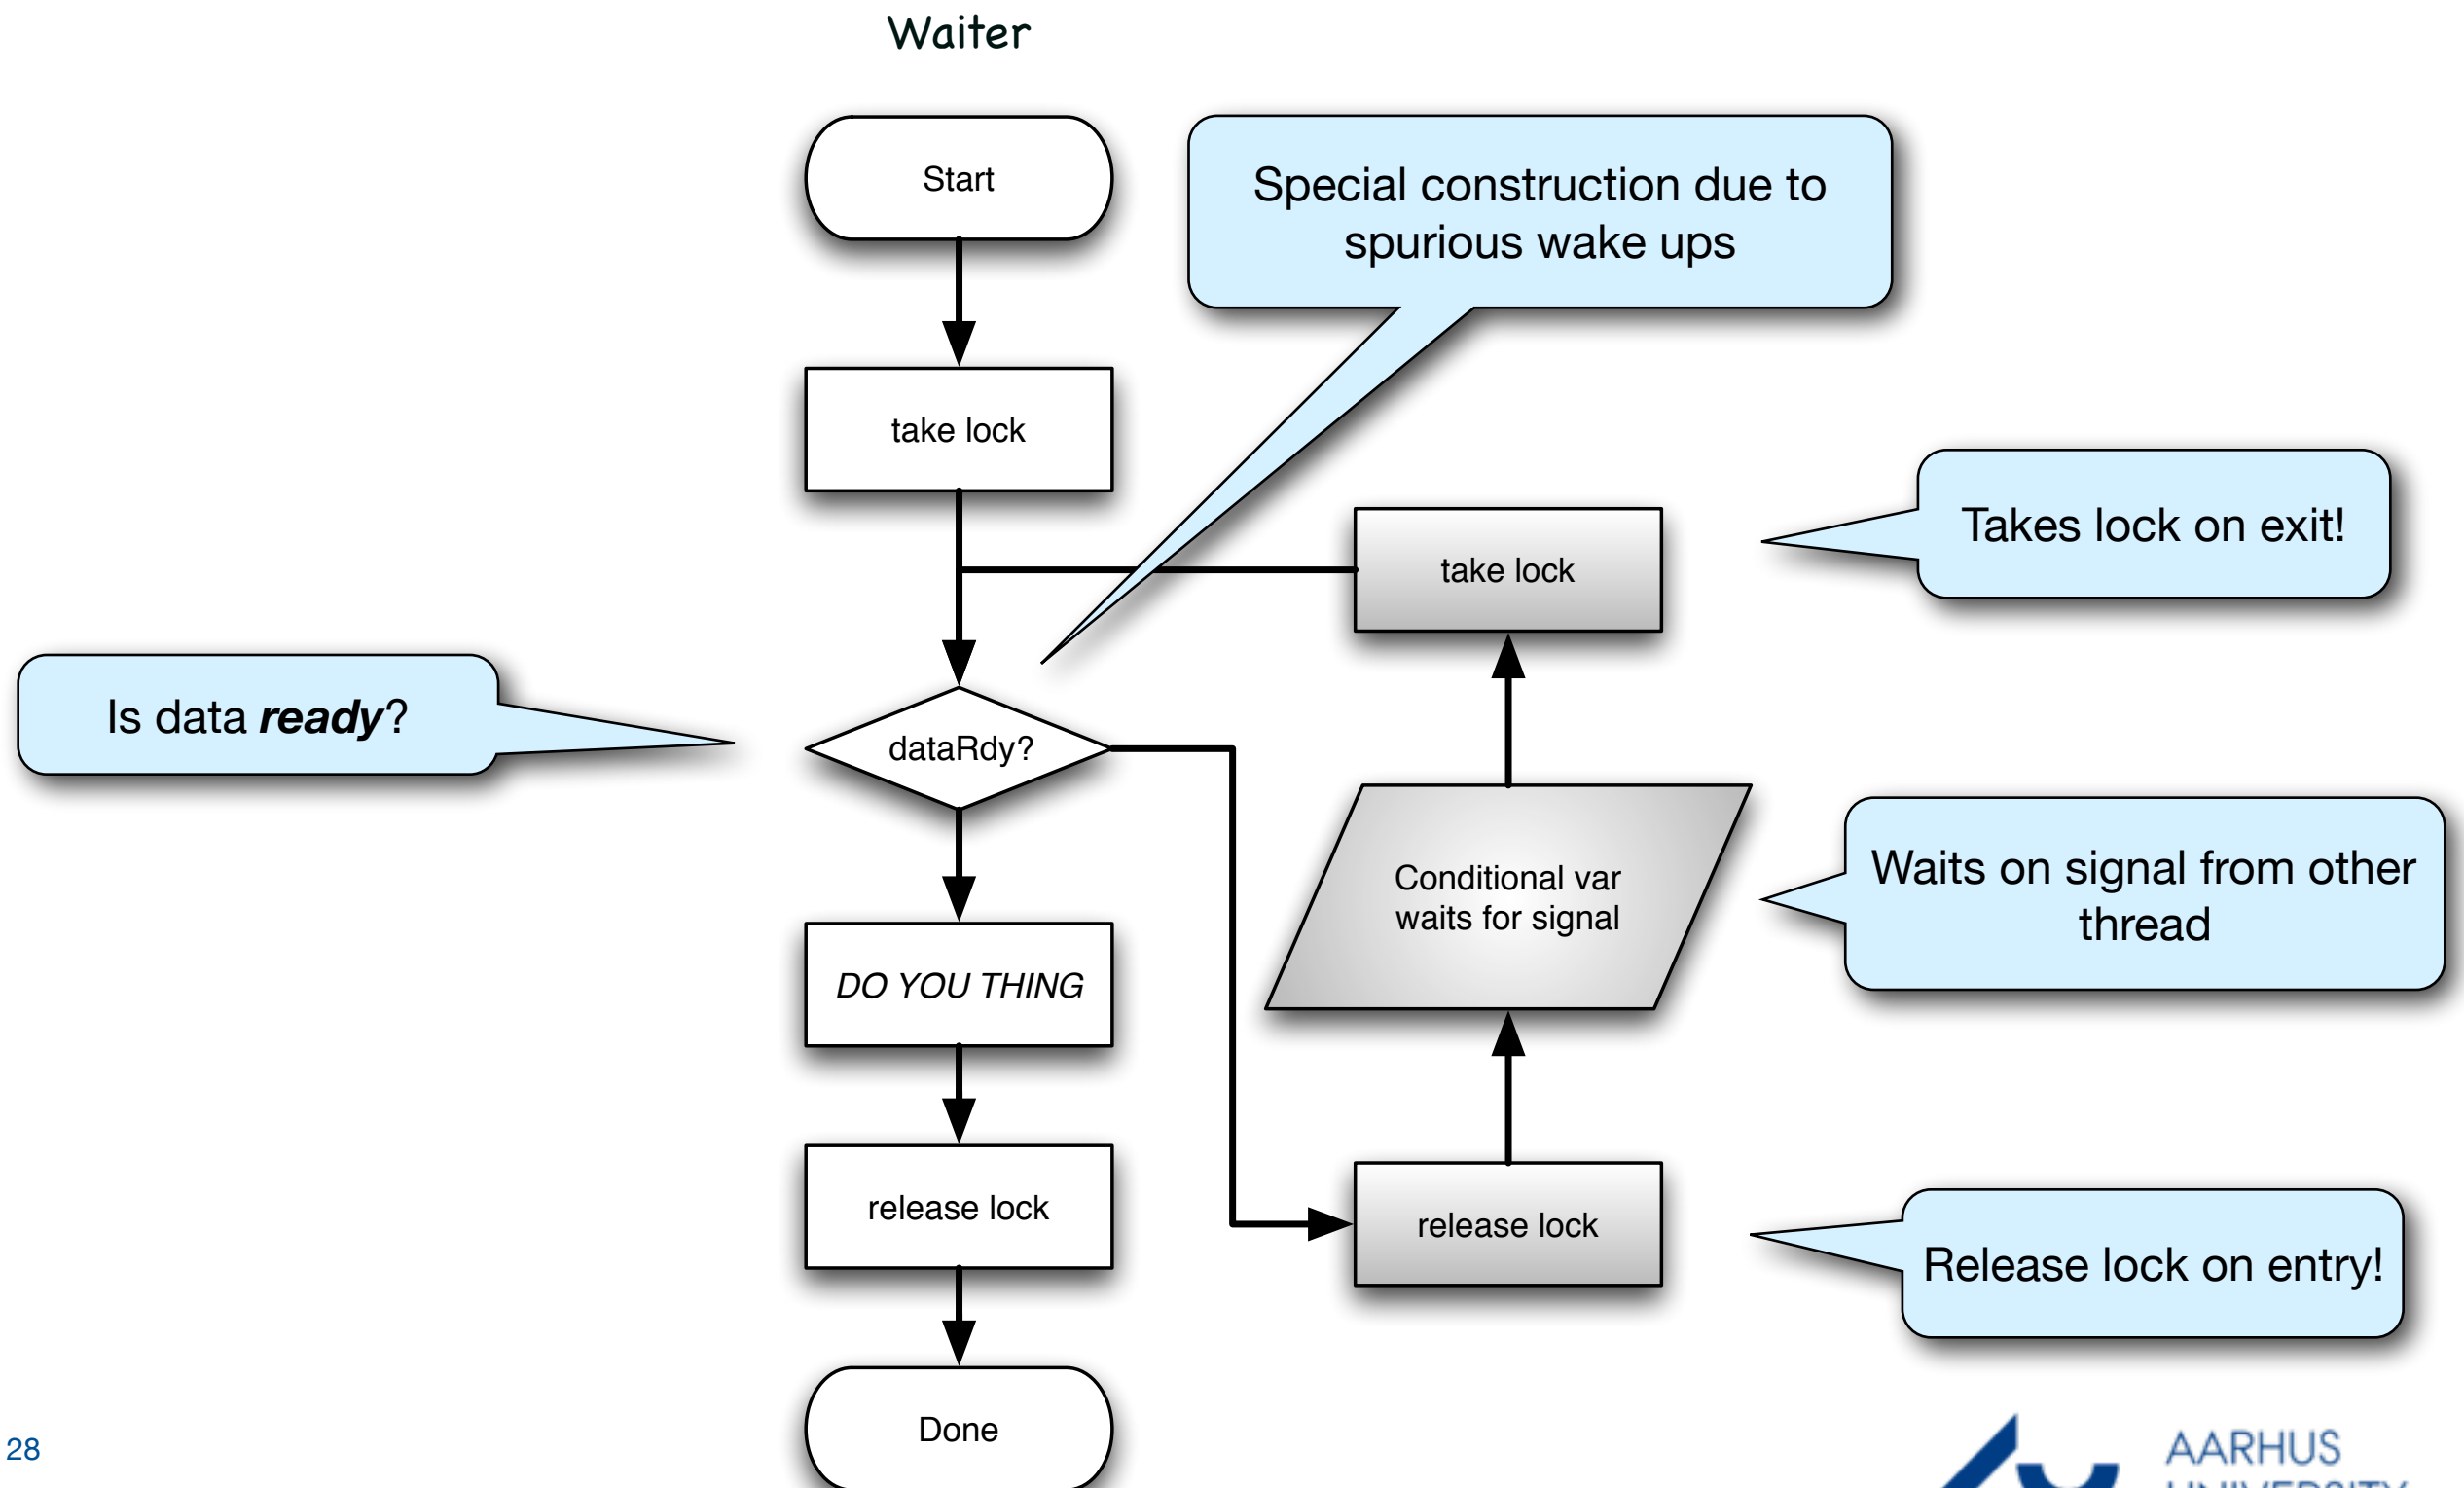 Waiter
Start
Special construction due to
spurious wake ups
take lock
Takes lock on exit!
take lock
Is data ready?
dataRdy?
Conditional var
waits for signal
Waits on signal from other
thread
DO YOU THING
release lock
release lock
Release lock on entry!
Done
28
AARHUS
UNIVERSITY